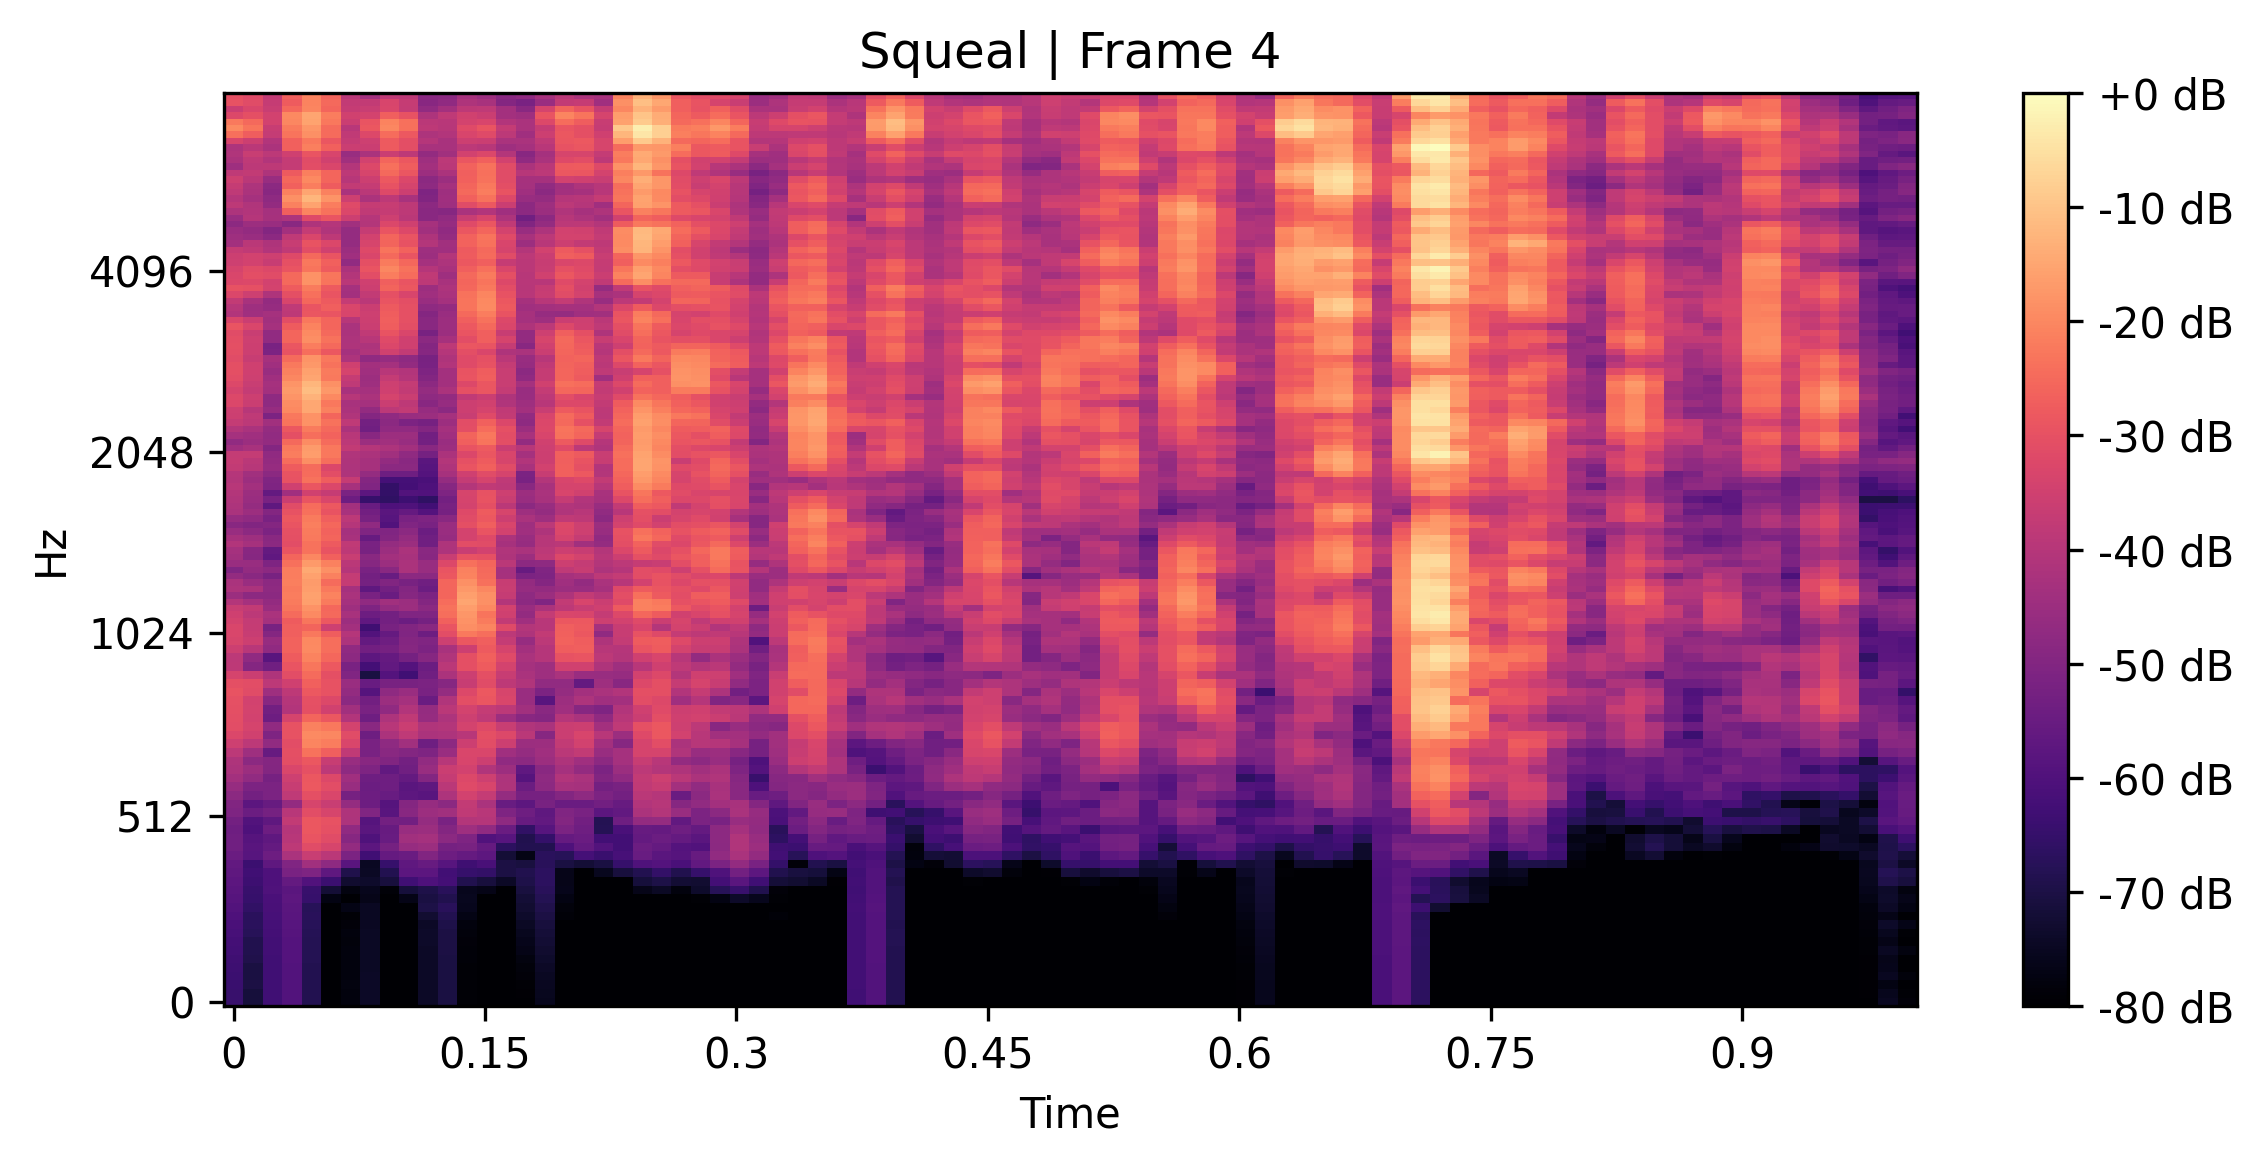 Squeal | Frame 4
Hz
4096
2048
1024
512
0
0 0.15 0.3 0.45 0.6 0.75 0.9
Time
+0 dB
-10 dB
-20 dB
-30 dB
-40 dB
-50 dB
-60 dB
-70 dB
-80 dB